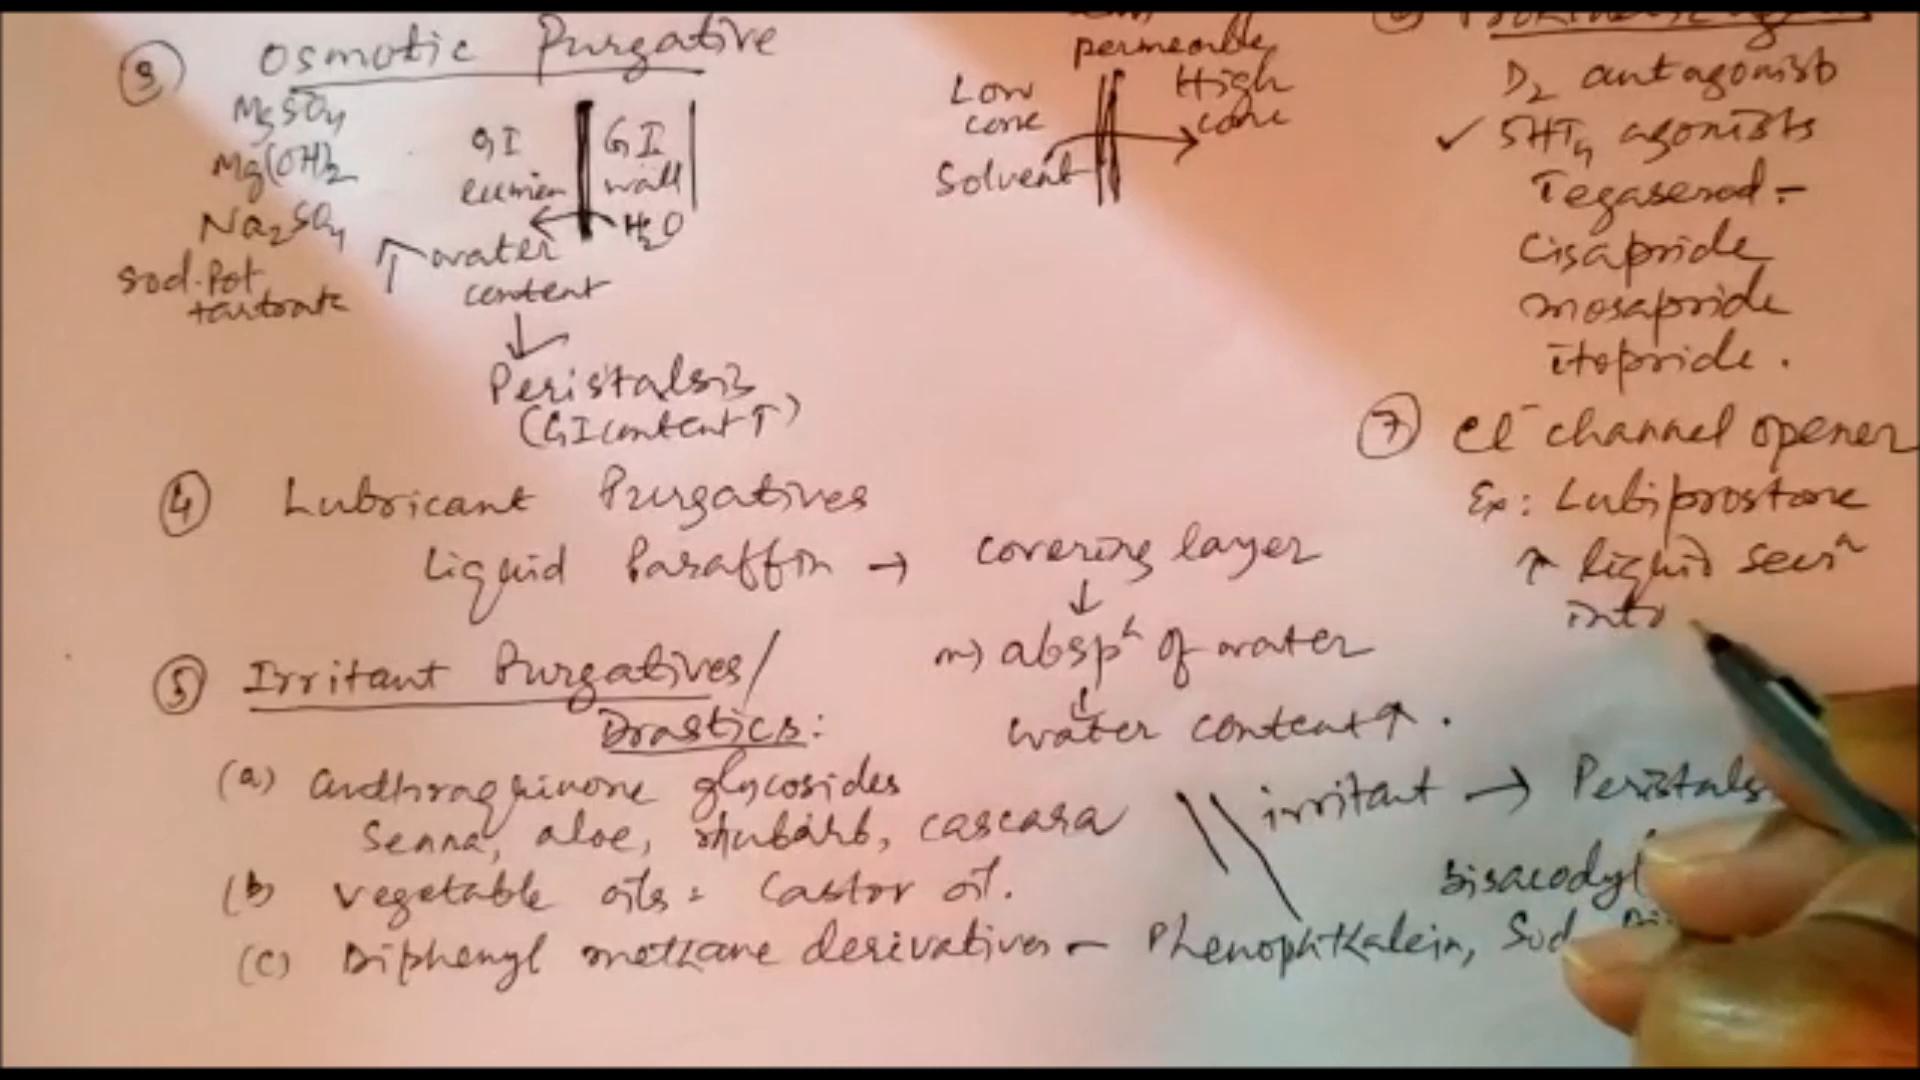 ③ Osmotic Purgative
MgSO4
Mg(OH)2
Na2SO4
Sod. Pot
tartrate
GI
lumen
GI
wall
H2O
↑ water
content
↓
Peristalsis
(GI content ↑)
permeable
Low
conc
High
conc
Solvent
④ Lubricant Purgatives
Liquid Paraffin → covering layer
↓
abspⁿ of water
↓
water content ↑ .
⑤ Irritant Purgatives/
Drastics:
(a) anthraquinone glycosides
Senna, aloe, rhubarb, cascara
(b) vegetable oils = Castor oil.
(c) Diphenyl methane derivatives – Phenophthalein, Sod
irritant → Peristals
Bisacodyl
D2 antagonist
✓ 5HT4 agonists
Tegaserod -
Cisapride
mosapride
itopride .
⑦ Cl⁻ channel opener
Ex: Lubiprostone
↑ liquid secrⁿ
into